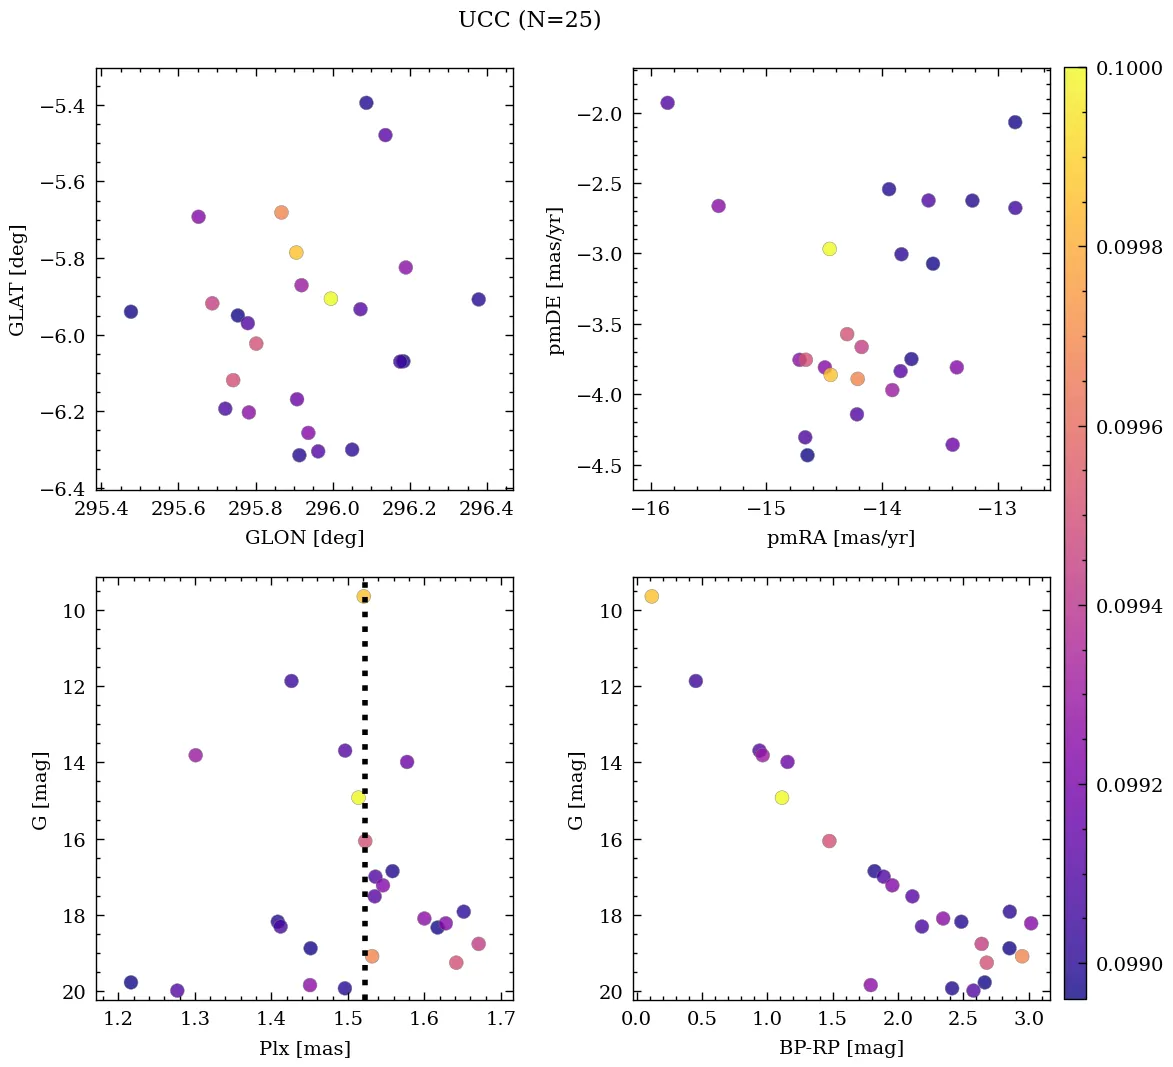 UCC (N=25)
−5.4
−5.6
−5.8
−6.0
−6.2
−6.4
GLAT [deg]
295.4 295.6 295.8 296.0 296.2 296.4
GLON [deg]
−2.0
−2.5
−3.0
−3.5
−4.0
−4.5
pmDE [mas/yr]
−16 −15 −14 −13
pmRA [mas/yr]
10
12
14
16
18
20
G [mag]
1.2 1.3 1.4 1.5 1.6 1.7
Plx [mas]
10
12
14
16
18
20
G [mag]
0.0 0.5 1.0 1.5 2.0 2.5 3.0
BP-RP [mag]
0.1000
0.0998
0.0996
0.0994
0.0992
0.0990